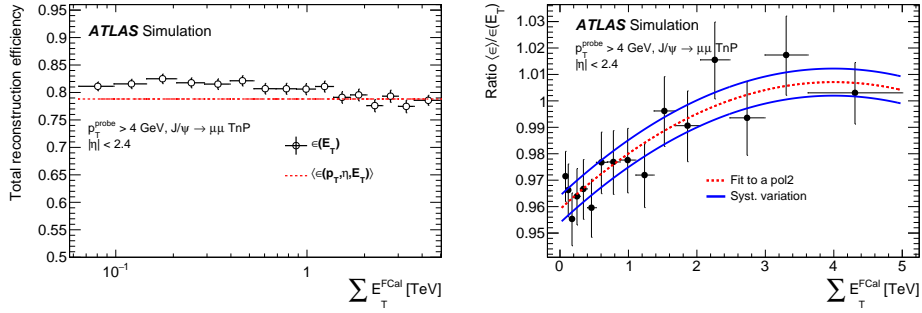 Total reconstruction efficiency
0.85
0.8
0.75
0.7
0.65
0.6
0.55
0.5
ATLAS Simulation
p_T^probe > 4 GeV, J/ψ → μμ TnP
|η| < 2.4
∈(E_T)
⟨∈(p_T,η,E_T)⟩
10⁻¹ 1
∑ E_T^FCal [TeV]
Ratio ⟨∈⟩/∈(E_T)
1.03
1.02
1.01
1
0.99
0.98
0.97
0.96
0.95
ATLAS Simulation
p_T^probe > 4 GeV, J/ψ → μμ TnP
|η| < 2.4
Fit to a pol2
Syst. variation
0 1 2 3 4 5
∑ E_T^FCal [TeV]